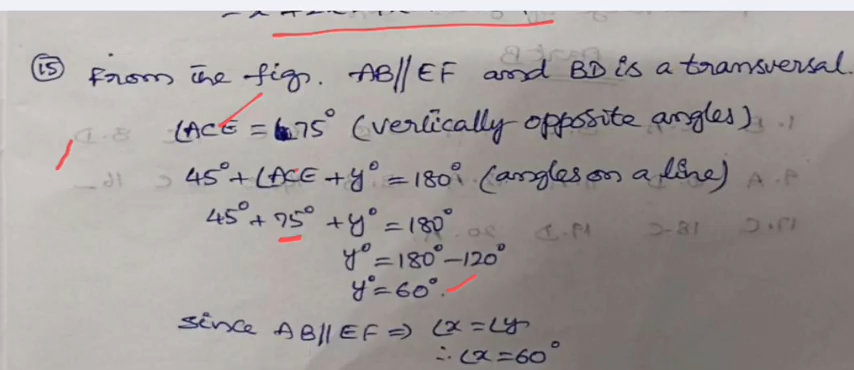 15 From the fig. AB//EF and BD is a transversal.
∠ACE = 75° (vertically opposite angles)
45° + ∠ACE + y° = 180° (angles on a line)
45° + 75° + y° = 180°
y° = 180° - 120°
y° = 60°.
since AB||EF ⇒ ∠x = ∠y
∴ ∠x = 60°